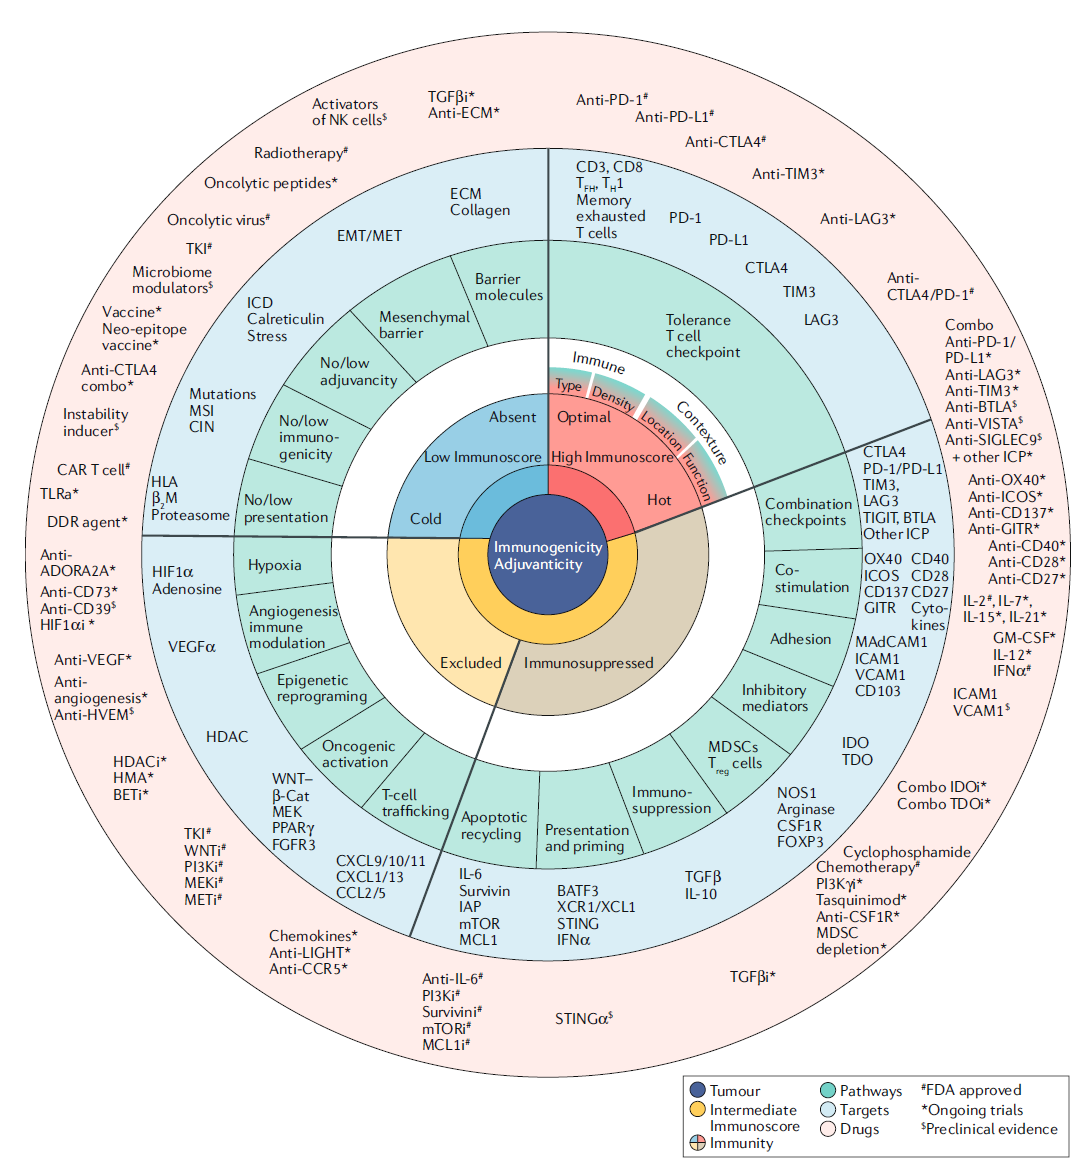 Activators
of NK cells$
TGFβi*
Anti-ECM*
Anti-PD-1#
Anti-PD-L1#
Anti-CTLA4#
Anti-TIM3*
Anti-LAG3*
Anti-
CTLA4/PD-1#
Radiotherapy#
Oncolytic peptides*
Oncolytic virus#
TKI#
Microbiome
modulators$
Vaccine*
Neo-epitope
vaccine*
Anti-CTLA4
combo*
Instability
inducer$
CAR T cell#
TLRa*
DDR agent*
Anti-
ADORA2A*
Anti-CD73*
Anti-CD39$
HIF1αi*
Anti-VEGF*
Anti-
angiogenesis*
Anti-HVEM$
HDACi*
HMA*
BETi*
TKI#
WNTi#
PI3Ki#
MEKi#
METi#
Chemokines*
Anti-LIGHT*
Anti-CCR5*
Anti-IL-6#
PI3Ki#
Survivini#
mTORi#
MCL1i#
STINGα$
TGFβi*
Cyclophosphamide
Chemotherapy#
PI3Kγi*
Tasquinimod*
Anti-CSF1R*
MDSC
depletion*
Combo IDOi*
Combo TDOi*
ICAM1
VCAM1$
GM-CSF*
IL-12*
IFNα#
IL-2#, IL-7*,
IL-15*, IL-21*
Anti-CD40*
Anti-CD28*
Anti-CD27*
Anti-OX40*
Anti-ICOS*
Anti-CD137*
Anti-GITR*
Combo
Anti-PD-1/
PD-L1*
Anti-LAG3*
Anti-TIM3*
Anti-BTLA$
Anti-VISTA$
Anti-SIGLEC9$
+ other ICP*
ECM
Collagen
EMT/MET
ICD
Calreticulin
Stress
Mutations
MSI
CIN
HLA
β2M
Proteasome
HIF1α
Adenosine
VEGFα
HDAC
WNT–
β-Cat
MEK
PPARγ
FGFR3
CXCL9/10/11
CXCL1/13
CCL2/5
IL-6
Survivin
IAP
mTOR
MCL1
BATF3
XCR1/XCL1
STING
IFNα
TGFβ
IL-10
NOS1
Arginase
CSF1R
FOXP3
IDO
TDO
MAdCAM1
ICAM1
VCAM1
CD103
OX40
ICOS
CD137
GITR
CD40
CD28
CD27
Cyto-
kines
CTLA4
PD-1/PD-L1
TIM3,
LAG3
TIGIT, BTLA
Other ICP
CD3, CD8
TFH, TH1
Memory
exhausted
T cells
PD-1
PD-L1
CTLA4
TIM3
LAG3
Barrier
molecules
Mesenchymal
barrier
No/low
adjuvancity
No/low
immuno-
genicity
No/low
presentation
Hypoxia
Angiogenesis
immune
modulation
Epigenetic
reprograming
Oncogenic
activation
T-cell
trafficking
Apoptotic
recycling
Presentation
and priming
Immuno-
suppression
MDSCs
Treg cells
Inhibitory
mediators
Adhesion
Co-
stimulation
Combination
checkpoints
Tolerance
T cell
checkpoint
Immune
Contexture
Type
Density
Location
Function
Absent
Low Immunoscore
Cold
Optimal
High Immunoscore
Hot
Immunogenicity
Adjuvanticity
Excluded
Immunosuppressed
Tumour
Intermediate
Immunoscore
Immunity
Pathways
Targets
Drugs
#FDA approved
*Ongoing trials
$Preclinical evidence